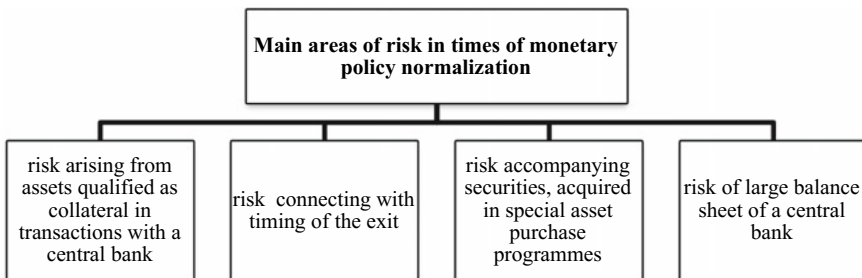 Main areas of risk in times of monetary
policy normalization
risk arising from
assets qualified as
collateral in
transactions with a
central bank
risk connecting with
timing of the exit
risk accompanying
securities, acquired
in special asset
purchase
programmes
risk of large balance
sheet of a central
bank